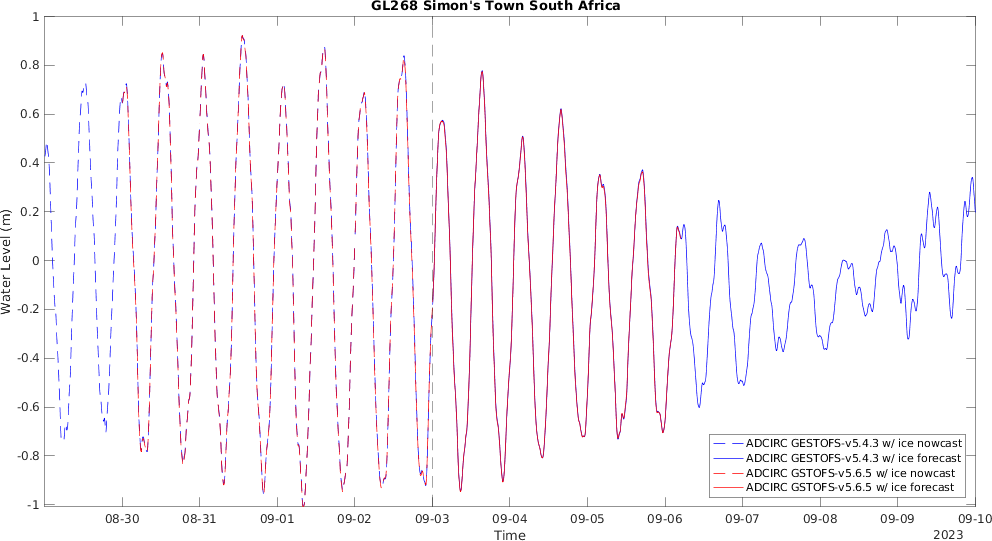 GL268 Simon's Town South Africa
Water Level (m)
1
0.8
0.6
0.4
0.2
0
-0.2
-0.4
-0.6
-0.8
-1
ADCIRC GESTOFS-v5.4.3 w/ ice nowcast
ADCIRC GESTOFS-v5.4.3 w/ ice forecast
ADCIRC GSTOFS-v5.6.5 w/ ice nowcast
ADCIRC GSTOFS-v5.6.5 w/ ice forecast
08-30 08-31 09-01 09-02 09-03 09-04 09-05 09-06 09-07 09-08 09-09 09-10
Time
2023